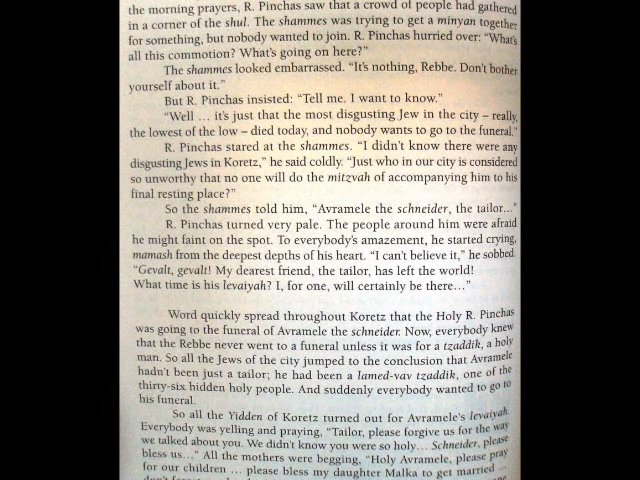 the morning prayers, R. Pinchas saw that a crowd of people had gathered
in a corner of the shul. The shammes was trying to get a minyan together
for something, but nobody wanted to join. R. Pinchas hurried over: “What’s
all this commotion? What’s going on here?”
The shammes looked embarrassed. “It’s nothing, Rebbe. Don’t bother
yourself about it.”
But R. Pinchas insisted: “Tell me. I want to know.”
“Well … it’s just that the most disgusting Jew in the city – really,
the lowest of the low – died today, and nobody wants to go to the funeral.”
R. Pinchas stared at the shammes. “I didn’t know there were any
disgusting Jews in Koretz,” he said coldly. “Just who in our city is considered
so unworthy that no one will do the mitzvah of accompanying him to his
final resting place?”
So the shammes told him, “Avramele the schneider, the tailor...”
R. Pinchas turned very pale. The people around him were afraid
he might faint on the spot. To everybody’s amazement, he started crying,
mamash from the deepest depths of his heart. “I can’t believe it,” he sobbed.
“Gevalt, gevalt! My dearest friend, the tailor, has left the world!
What time is his levaiyah? I, for one, will certainly be there…”
Word quickly spread throughout Koretz that the Holy R. Pinchas
was going to the funeral of Avramele the schneider. Now, everybody knew
that the Rebbe never went to a funeral unless it was for a tzaddik, a holy
man. So all the Jews of the city jumped to the conclusion that Avramele
hadn’t been just a tailor; he had been a lamed-vav tzaddik, one of the
thirty-six hidden holy people. And suddenly everybody wanted to go to
his funeral.
So all the Yidden of Koretz turned out for Avramele’s levaiyah.
Everybody was yelling and praying, “Tailor, please forgive us for the way
we talked about you. We didn’t know you were so holy… Schneider, please
bless us…” All the mothers were begging, “Holy Avramele, please pray
for our children … please bless my daughter Malka to get married …